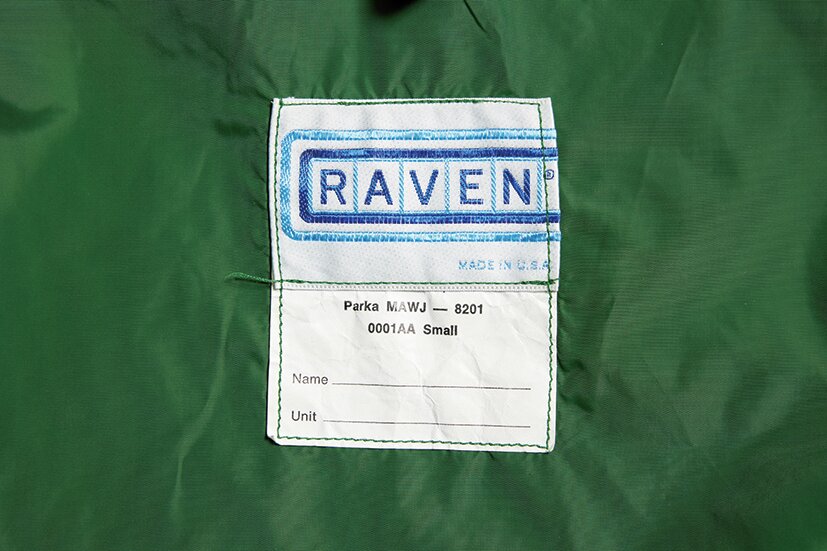 RAVEN®
MADE IN U.S.A
Parka MAWJ — 8201
0001AA Small
Name
Unit